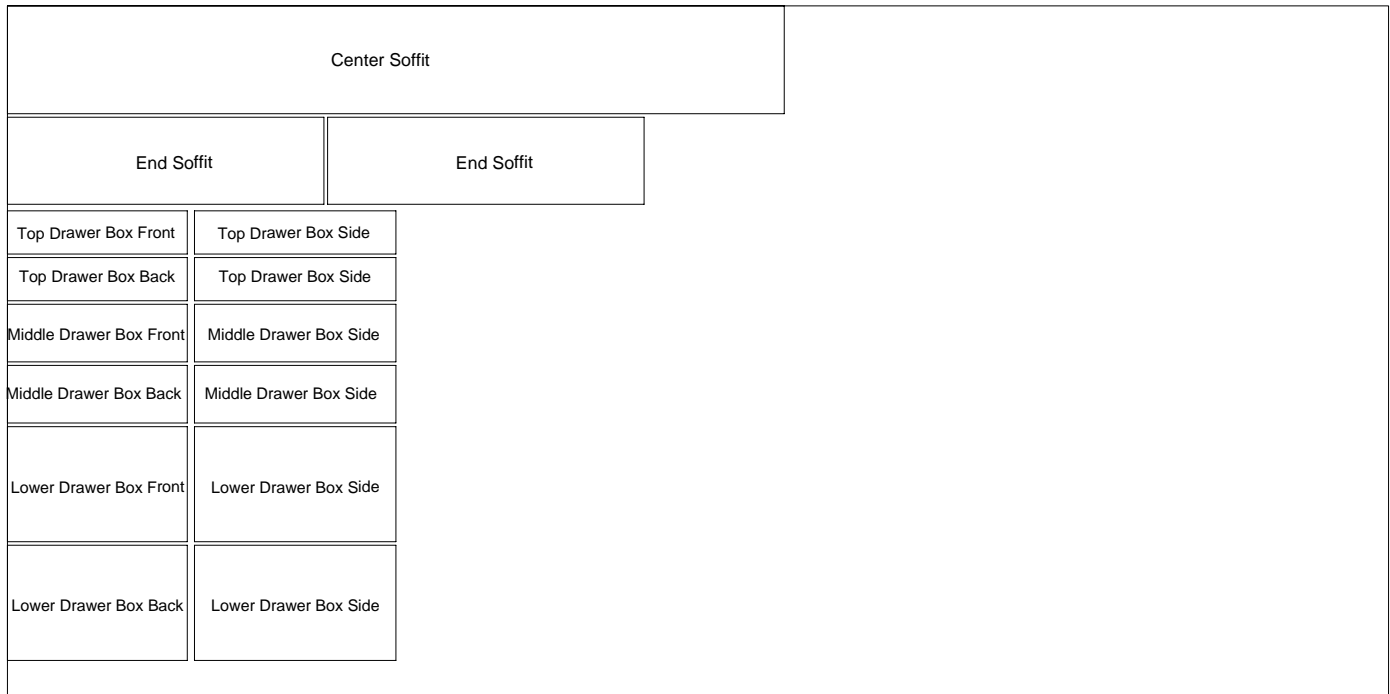 Center Soffit
End Soffit
End Soffit
Top Drawer Box Front
Top Drawer Box Side
Top Drawer Box Back
Top Drawer Box Side
Middle Drawer Box Front
Middle Drawer Box Side
Middle Drawer Box Back
Middle Drawer Box Side
Lower Drawer Box Front
Lower Drawer Box Side
Lower Drawer Box Back
Lower Drawer Box Side